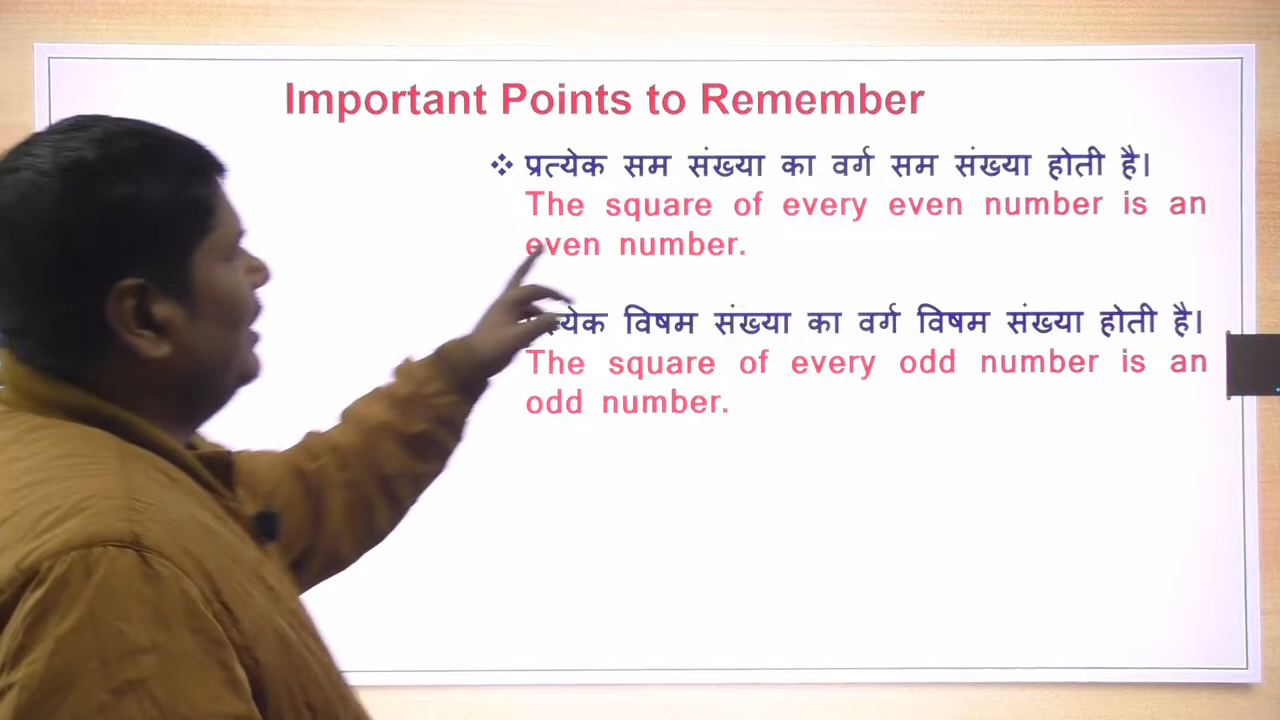 Important Points to Remember
❖ प्रत्येक सम संख्या का वर्ग सम संख्या होती है।
The square of every even number is an
even number.
विषम संख्या का वर्ग विषम संख्या होती है।
The square of every odd number is an
odd number.